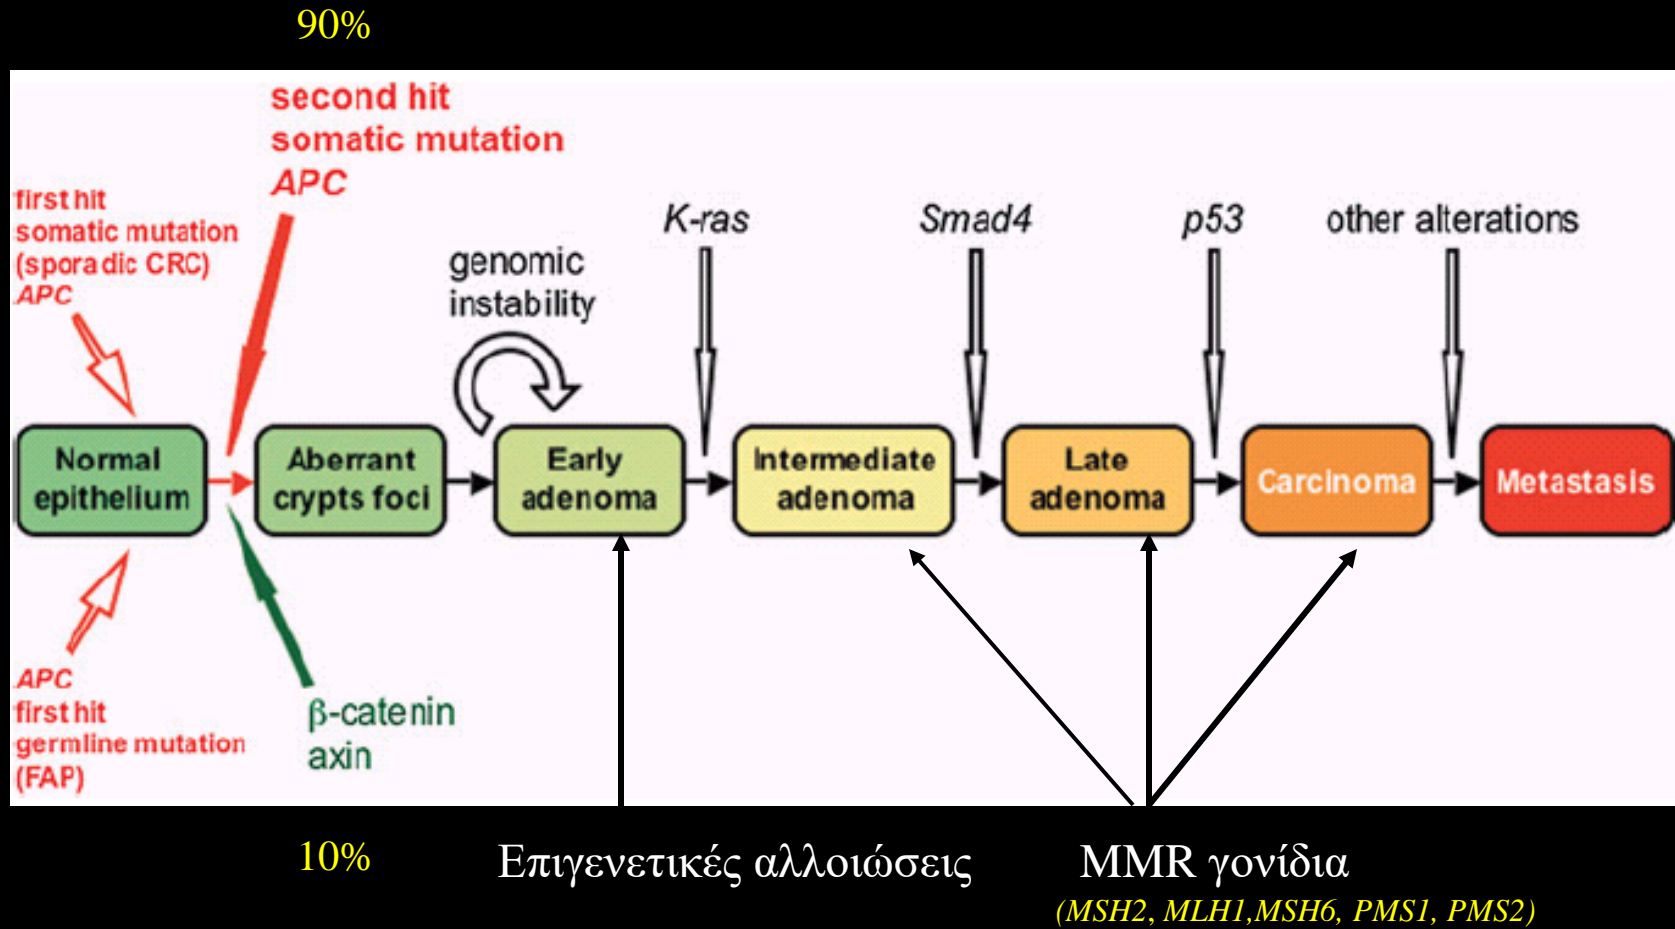 90%
second hit
somatic mutation
APC
first hit
somatic mutation
(sporadic CRC)
APC
genomic
instability
K-ras
Smad4
p53
other alterations
Normal
epithelium
Aberrant
crypts foci
Early
adenoma
Intermediate
adenoma
Late
adenoma
Carcinoma
Metastasis
APC
first hit
germline mutation
(FAP)
β-catenin
axin
10%
Επιγενετικές αλλοιώσεις
MMR γονίδια
(MSH2, MLH1,MSH6, PMS1, PMS2)